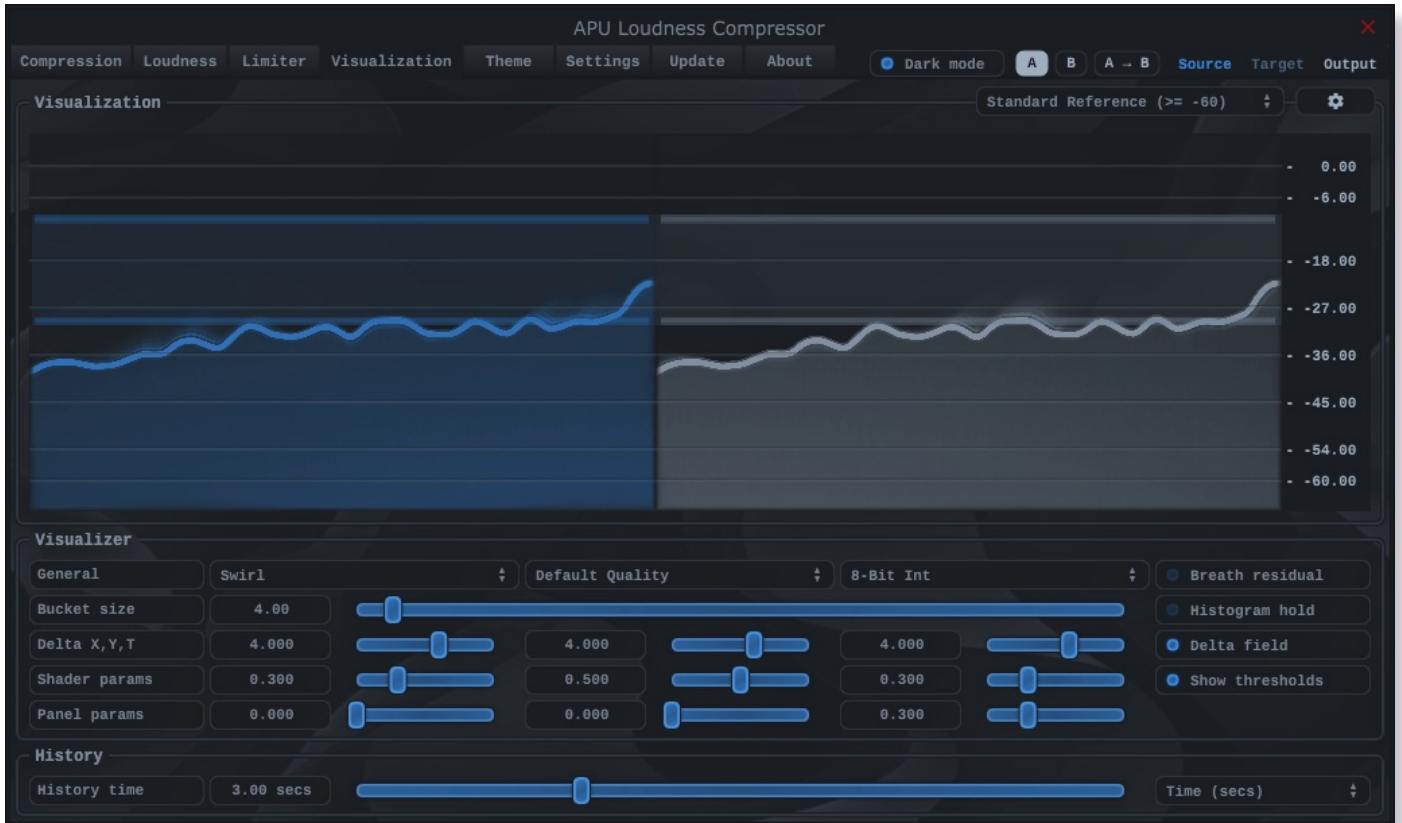 APU Loudness Compressor
Compression Loudness Limiter Visualization Theme Settings Update About Dark mode A B A → B Source Target Output
Visualization Standard Reference (>= -60)
- 0.00
- -6.00
- -18.00
- -27.00
- -36.00
- -45.00
- -54.00
- -60.00
Visualizer
General Swirl Default Quality 8-Bit Int Breath residual
Bucket size 4.00 Histogram hold
Delta X,Y,T 4.000 4.000 4.000 Delta field
Shader params 0.300 0.500 0.300 Show thresholds
Panel params 0.000 0.000 0.300
History
History time 3.00 secs Time (secs)